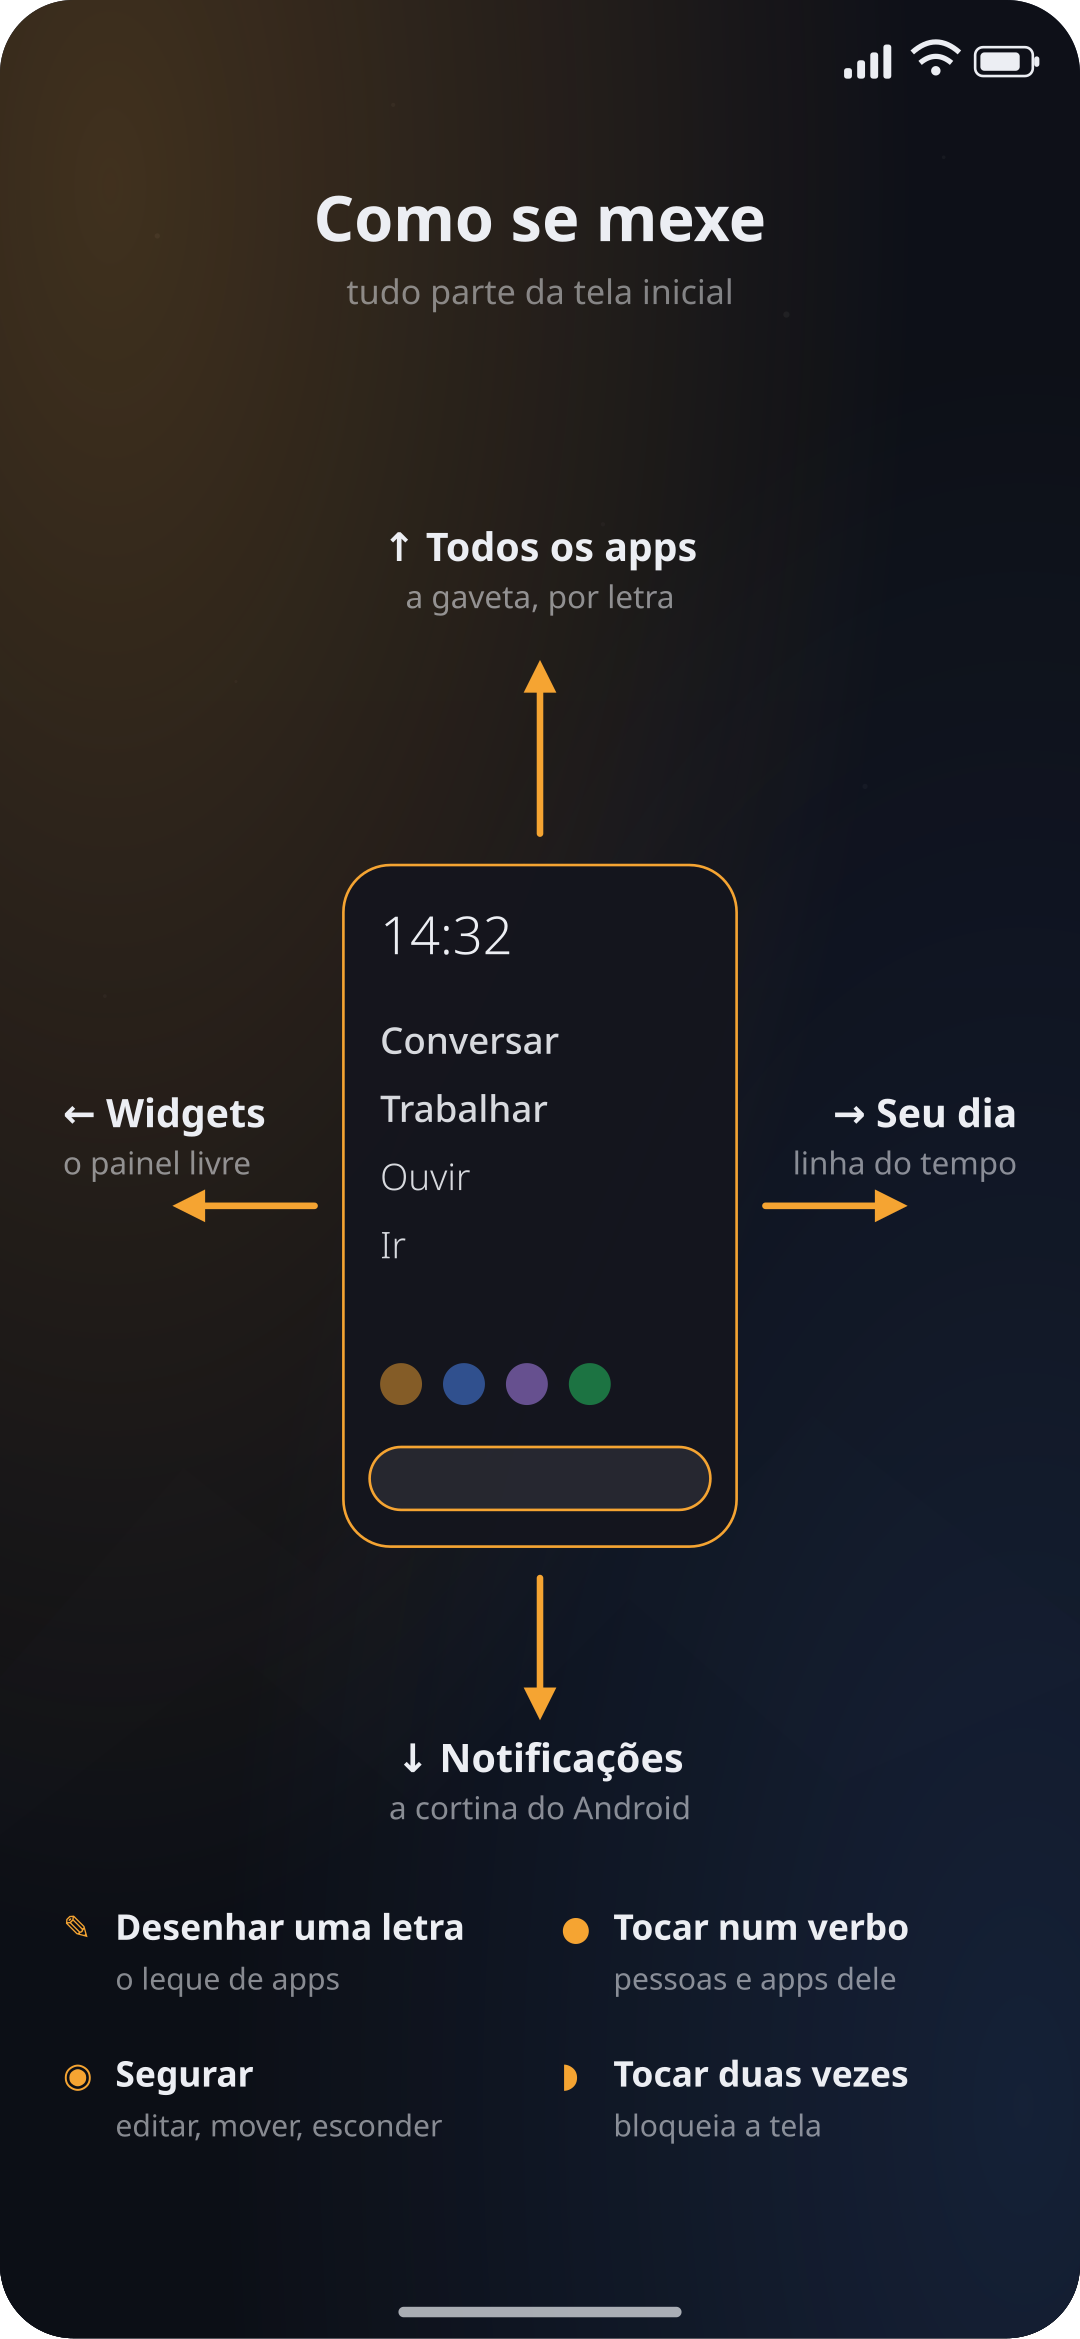 Como se mexe
tudo parte da tela inicial
↑ Todos os apps
a gaveta, por letra
14:32
Conversar
Trabalhar
Ouvir
Ir
← Widgets
o painel livre
→ Seu dia
linha do tempo
↓ Notificações
a cortina do Android
✎ Desenhar uma letra
o leque de apps
● Tocar num verbo
pessoas e apps dele
◉ Segurar
editar, mover, esconder
◗ Tocar duas vezes
bloqueia a tela